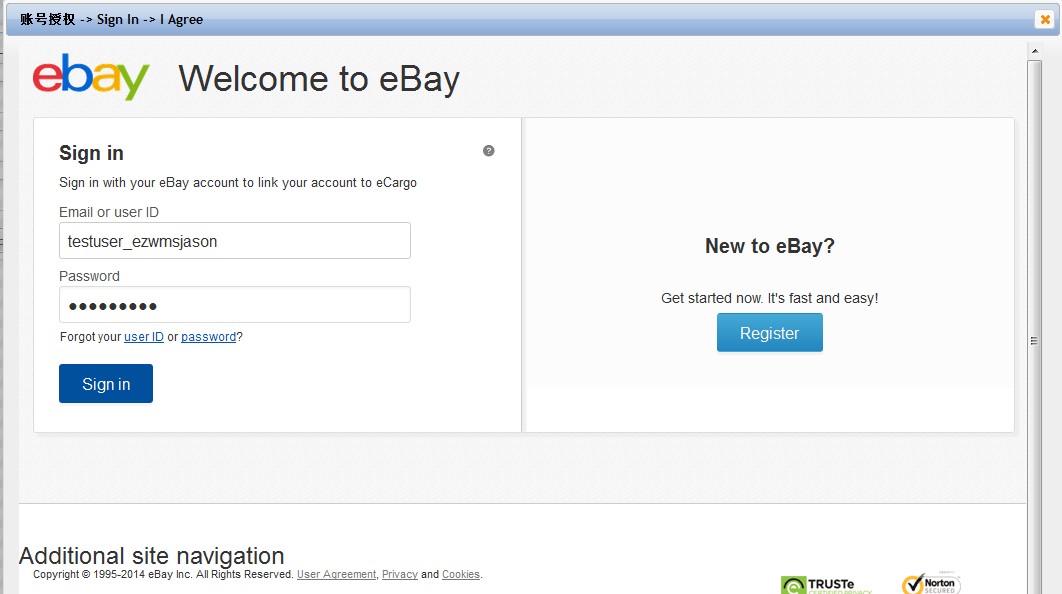 账号授权 -> Sign In -> I Agree
ebay Welcome to eBay
Sign in
?
Sign in with your eBay account to link your account to eCargo
Email or user ID
testuser_ezwmsjason
Password
●●●●●●●●●
Forgot your user ID or password?
Sign in
New to eBay?
Get started now. It's fast and easy!
Register
Additional site navigation
Copyright © 1995-2014 eBay Inc. All Rights Reserved. User Agreement, Privacy and Cookies.
TRUSTe
CERTIFIED PRIVACY
Norton
SECURED